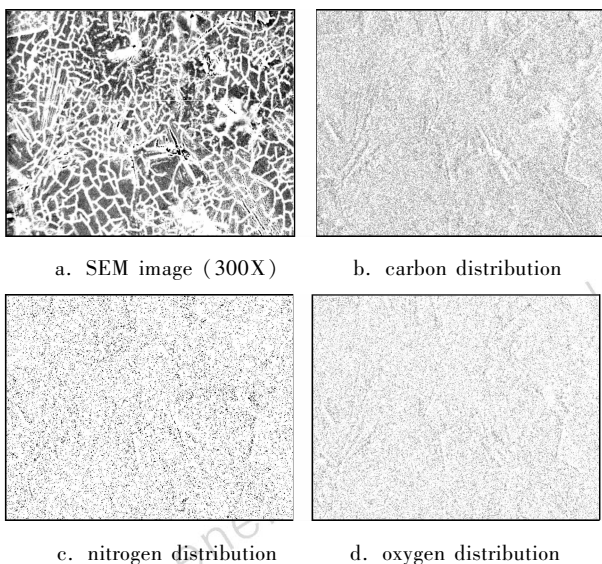 a. SEM image (300X)
b. carbon distribution
c. nitrogen distribution
d. oxygen distribution